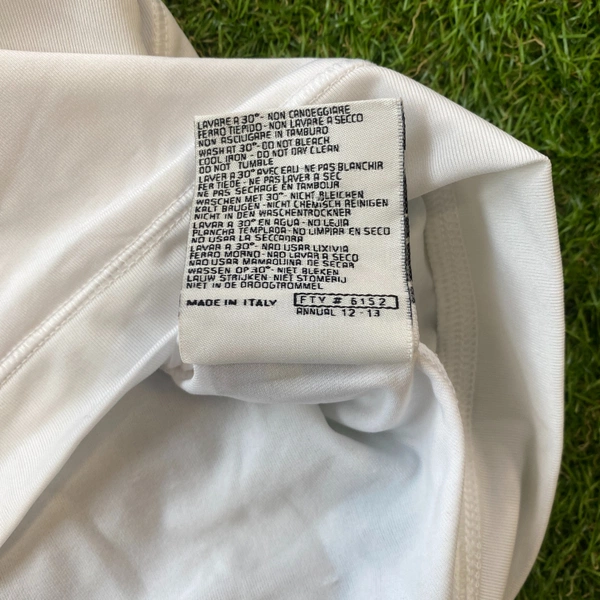 LAVARE A 30°- NON CANDEGGIARE
FERRO TIEPIDO - NON LAVARE A SECCO
NON ASCIUGARE IN TAMBURO
WASH AT 30°- DO NOT BLEACH
COOL IRON - DO NOT DRY CLEAN
DO NOT TUMBLE
LAVER A 30° AVEC EAU - NE PAS BLANCHIR
FER TIEDE - NE PAS LAVER A SEC
NE PAS SECHAGE EN TAMBOUR
WASCHEN MET 30°- NICHT BLEICHEN
KALT BRUGEN - NICHT CHEMISCH REINIGEN
NICHT IN DEN WASCHENTROCKNER
LAVAR A 30° EN AGUA - NO LEJIA
PLANCHA TEMPLADA - NO LIMPIAR EN SECO
NO USAR LA SECCADRA
LAVAR A 30°- NAO USAR LIXIVIA
FERRO MORNO - NAO LAVAR A SECO
NAO USAR MAMAQUINA DE SECAR
WASSEN OP 30°- NIET BLEKEN
LAUW STRIJKEN - NIET STOMERIJ
NIET IN DE DROOGTROMMEL
MADE IN ITALY FTY # 6152
ANNUAL 12 - 13